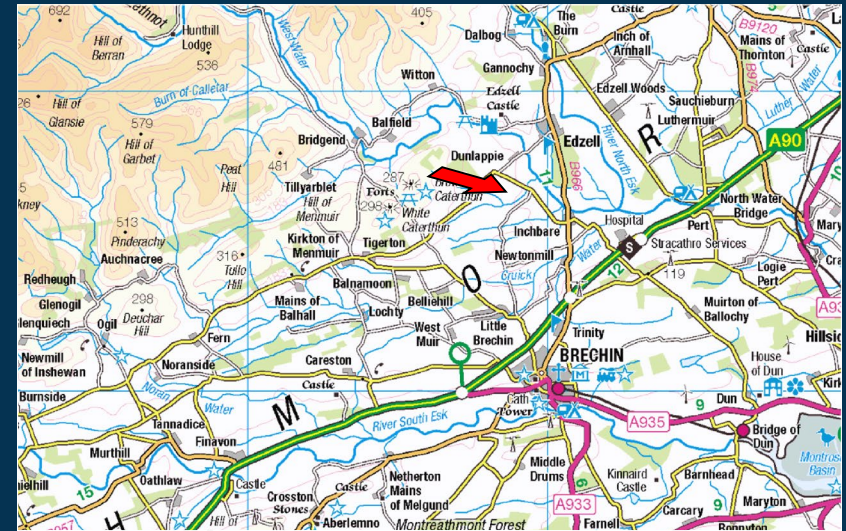 692
Hill of
Berran
Hunthill
Lodge
536
West Water
405
Dalbog
Castle
The
Burn
Inch of
Arnhall
B9120
Mains of
Thornton
Castle
Witton
Gannochy
Edzell
Castle
Edzell Woods
Sauchieburn
Luthermuir
B974
Luther Water
Burn of Calletar
Hill of
Glansie
579
Hill of
Garbet
Balfield
Bridgend
Edzell
R
River North Esk
A90
Peat
Hill
481
Dunlappie
11
B966
Tillyarblet
Hill of
Menmuir
287
Forts
298
White
Caterthun
Caterthun
513
Pinderachy
Auchnacree
316
Tullo
Hill
Kirkton of
Menmuir
Tigerton
Inchbare
Newtonmill
Hospital
S
Stracathro Services
North Water
Bridge
Pert
12
119
Logie
Pert
Water
Cruick
Redheugh
Glenogil
298
Deuchar
Hill
Ogil
Fern
Mains of
Balhall
Balnamoon
Lochty
Belliehill
O
West
Muir
Little
Brechin
Trinity
Muirton of
Ballochy
Newmill
of Inshewan
Noranside
Careston
Castle
BRECHIN
M
House
of Dun
Burnside
Noran
Water
Tannadice
M
River South Esk
Cath
Tower
A935
9
Dun
Bridge of
Dun
Murthill
Finavon
Oathlaw
15
Castle
Hill of
Crosston
Stones
Aberlemno
Castle
Netherton
Mains
of Melgund
Montreathmont Forest
Middle
Drums
9
A933
Kinnaird
Castle
Farnell
Barnhead
Carcary
9
Maryton
Basin
H